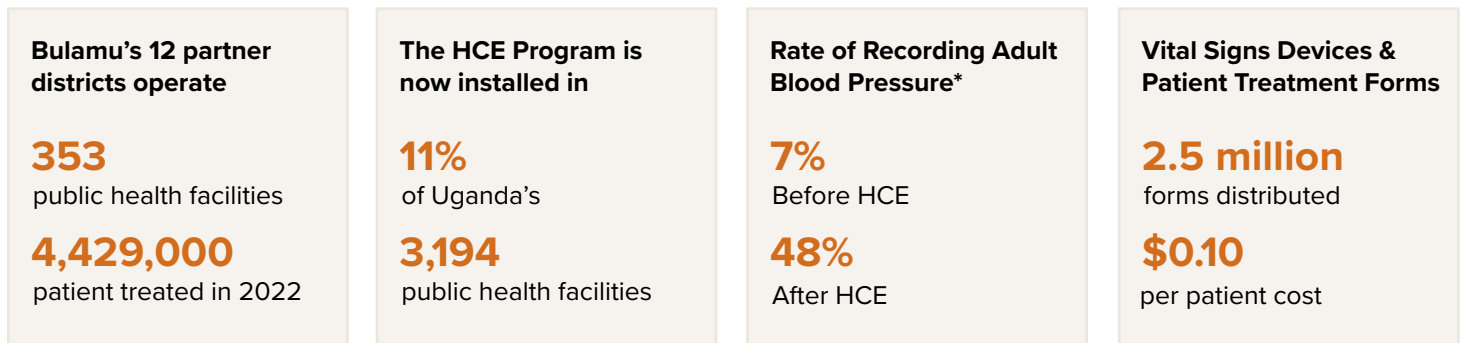 Bulamu’s 12 partner
districts operate
353
public health facilities
4,429,000
patient treated in 2022
The HCE Program is
now installed in
11%
of Uganda’s
3,194
public health facilities
Rate of Recording Adult
Blood Pressure*
7%
Before HCE
48%
After HCE
Vital Signs Devices &
Patient Treatment Forms
2.5 million
forms distributed
$0.10
per patient cost